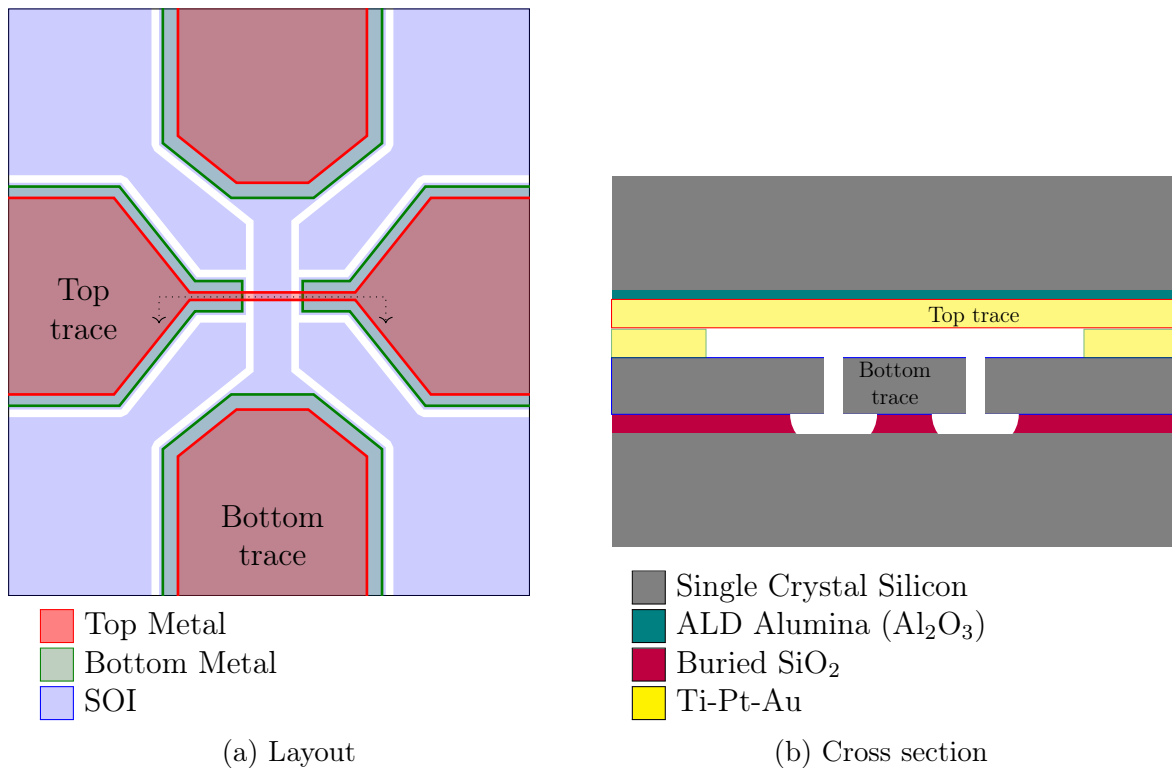 Top
trace
Bottom
trace
Top Metal
Bottom Metal
SOI
(a) Layout
Top trace
Bottom
trace
Single Crystal Silicon
ALD Alumina (Al₂O₃)
Buried SiO₂
Ti-Pt-Au
(b) Cross section